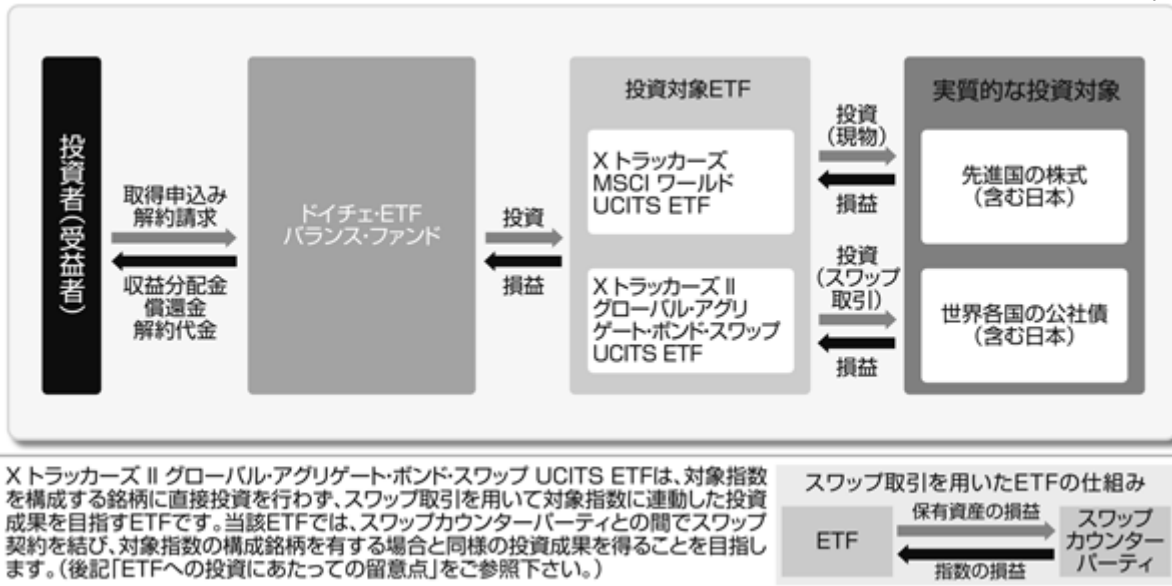 投資者(受益者)
取得申込み
解約請求
収益分配金
償還金
解約代金
ドイチェ・ETF
バランス・ファンド
投資
損益
投資対象ETF
X トラッカーズ
MSCI ワールド
UCITS ETF
X トラッカーズ II
グローバル・アグリ
ゲート・ボンド・スワップ
UCITS ETF
投資
(現物)
損益
投資
(スワップ
取引)
損益
実質的な投資対象
先進国の株式
(含む日本)
世界各国の公社債
(含む日本)
X トラッカーズ II グローバル・アグリゲート・ボンド・スワップ UCITS ETFは、対象指数
を構成する銘柄に直接投資を行わず、スワップ取引を用いて対象指数に連動した投資
成果を目指すETFです。当該ETFでは、スワップカウンターパーティとの間でスワップ
契約を結び、対象指数の構成銘柄を有する場合と同様の投資成果を得ることを目指し
ます。(後記「ETFへの投資にあたっての留意点」をご参照下さい。)
スワップ取引を用いたETFの仕組み
ETF
保有資産の損益
指数の損益
スワップ
カウンター
パーティ